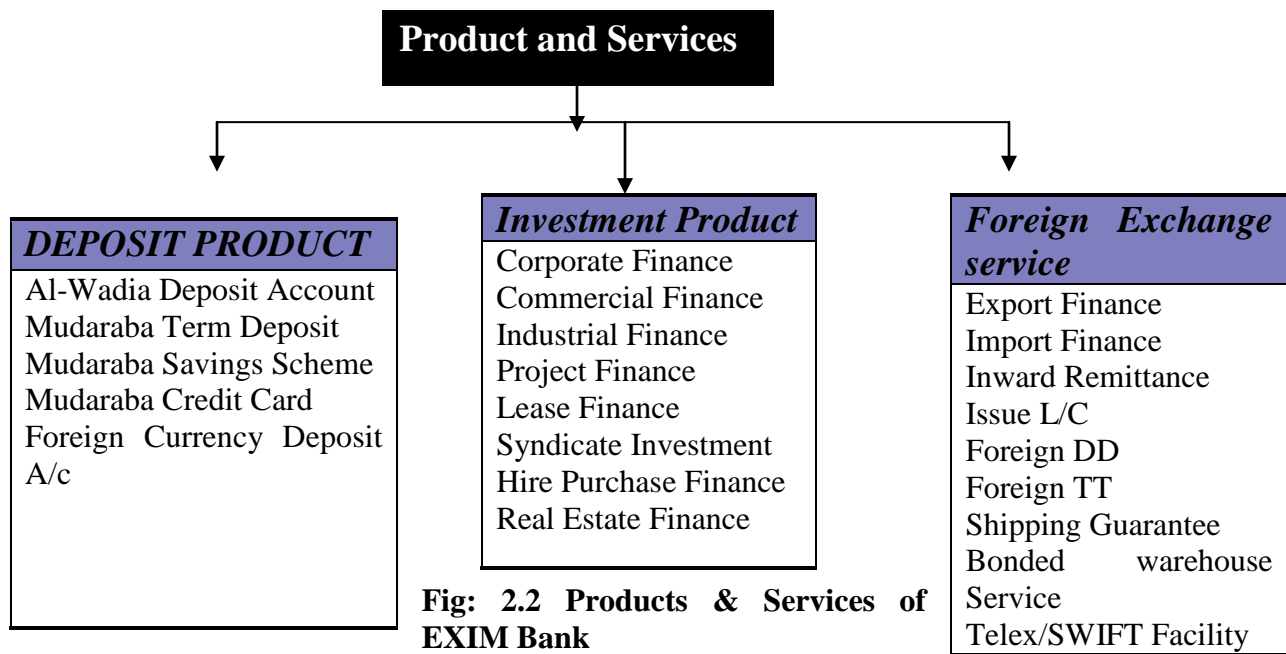 Product and Services
DEPOSIT PRODUCT
Al-Wadia Deposit Account
Mudaraba Term Deposit
Mudaraba Savings Scheme
Mudaraba Credit Card
Foreign Currency Deposit
A/c
Investment Product
Corporate Finance
Commercial Finance
Industrial Finance
Project Finance
Lease Finance
Syndicate Investment
Hire Purchase Finance
Real Estate Finance
Foreign Exchange
service
Export Finance
Import Finance
Inward Remittance
Issue L/C
Foreign DD
Foreign TT
Shipping Guarantee
Bonded warehouse
Service
Telex/SWIFT Facility
Fig: 2.2 Products & Services of
EXIM Bank